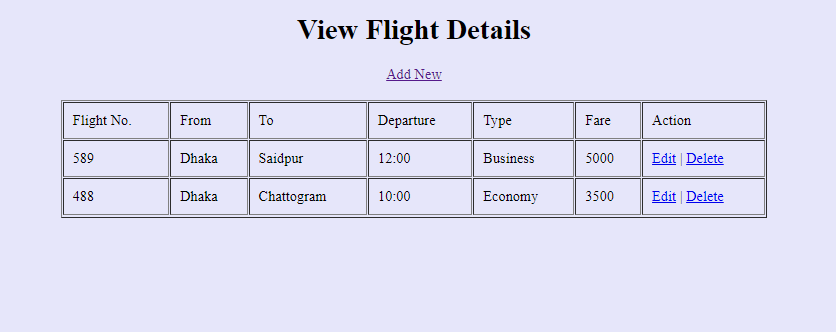 View Flight Details
Add New
Flight No. From To Departure Type Fare Action
589 Dhaka Saidpur 12:00 Business 5000 Edit | Delete
488 Dhaka Chattogram 10:00 Economy 3500 Edit | Delete